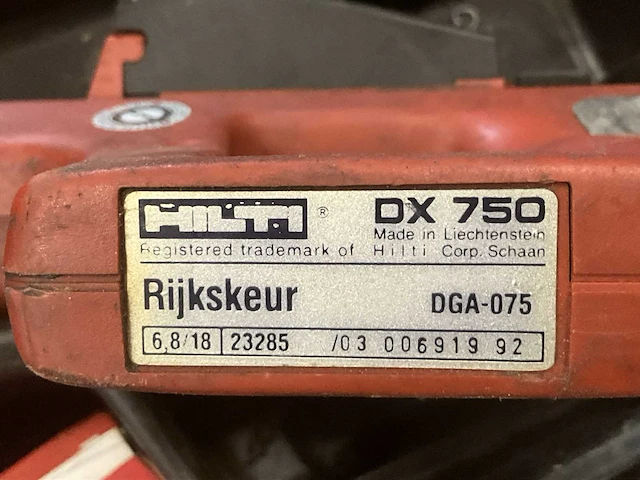 HILTI ® DX 750
Made in Liechtenstein
Registered trademark of Hilti Corp. Schaan
Rijkskeur DGA-075
6,8/18 23285 /03 006919 92